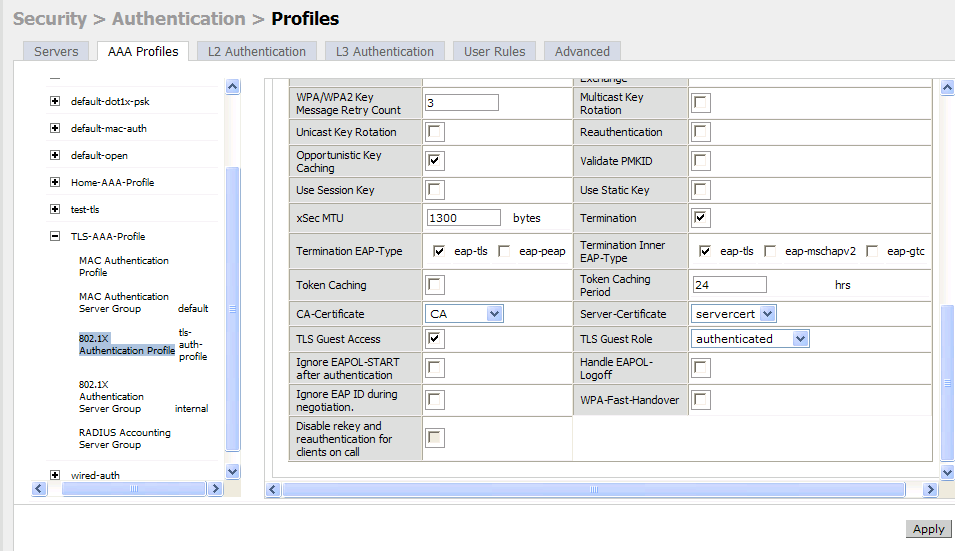 Security > Authentication > Profiles
Servers
AAA Profiles
L2 Authentication
L3 Authentication
User Rules
Advanced
default-dot1x-psk
default-mac-auth
default-open
Home-AAA-Profile
test-tls
TLS-AAA-Profile
MAC Authentication
Profile
MAC Authentication
Server Group default
802.1X
Authentication Profile
tls-
auth-
profile
802.1X
Authentication
Server Group internal
RADIUS Accounting
Server Group
wired-auth
Exchange
WPA/WPA2 Key
Message Retry Count
3
Multicast Key
Rotation
Unicast Key Rotation
Reauthentication
Opportunistic Key
Caching
Validate PMKID
Use Session Key
Use Static Key
xSec MTU
1300 bytes
Termination
Termination EAP-Type
eap-tls eap-peap
Termination Inner
EAP-Type
eap-tls eap-mschapv2 eap-gtc
Token Caching
Token Caching
Period
24 hrs
CA-Certificate
CA
Server-Certificate
servercert
TLS Guest Access
TLS Guest Role
authenticated
Ignore EAPOL-START
after authentication
Handle EAPOL-
Logoff
Ignore EAP ID during
negotiation.
WPA-Fast-Handover
Disable rekey and
reauthentication for
clients on call
Apply